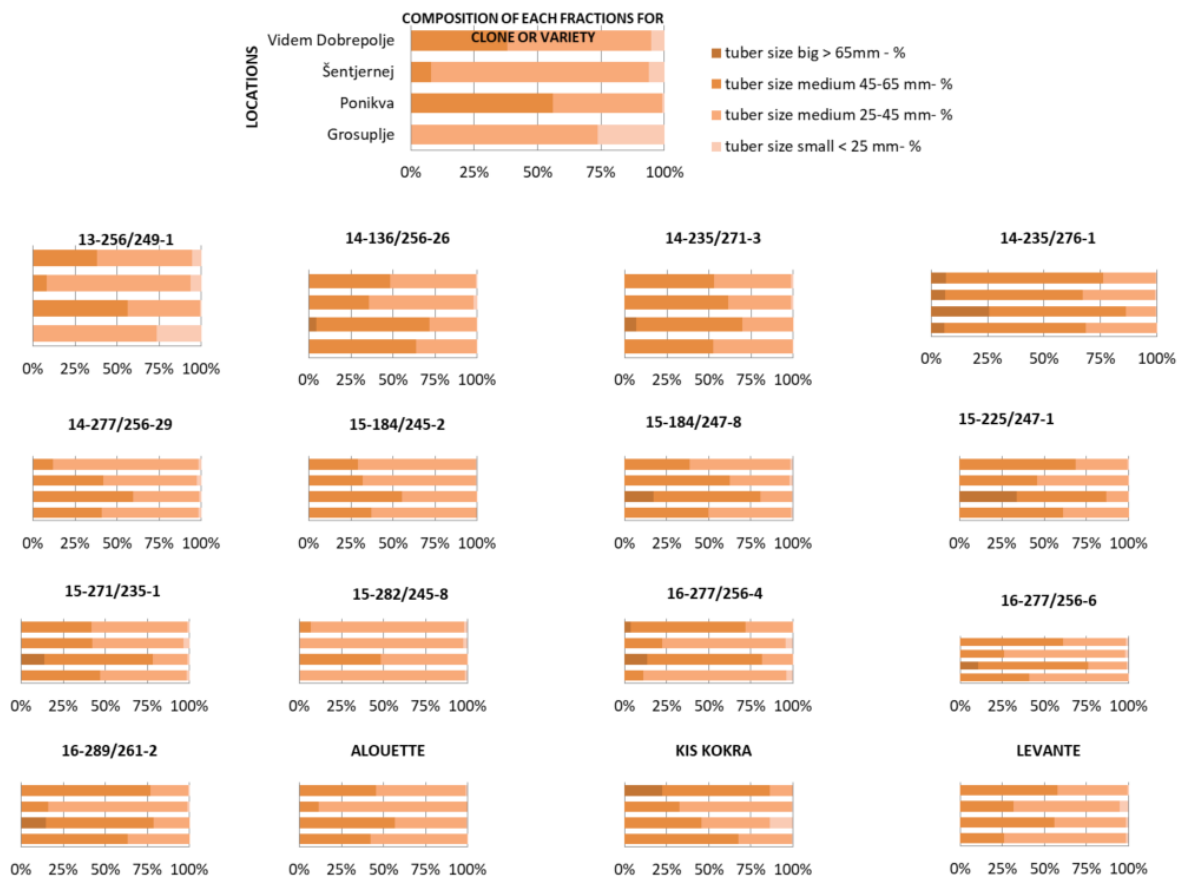 COMPOSITION OF EACH FRACTIONS FOR
CLONE OR VARIETY
LOCATIONS
Videm Dobrepolje
Šentjernej
Ponikva
Grosuplje
0% 25% 50% 75% 100%
tuber size big > 65mm - %
tuber size medium 45-65 mm- %
tuber size medium 25-45 mm- %
tuber size small < 25 mm- %
13-256/249-1
0% 25% 50% 75% 100%
14-136/256-26
0% 25% 50% 75% 100%
14-235/271-3
0% 25% 50% 75% 100%
14-235/276-1
0% 25% 50% 75% 100%
14-277/256-29
0% 25% 50% 75% 100%
15-184/245-2
0% 25% 50% 75% 100%
15-184/247-8
0% 25% 50% 75% 100%
15-225/247-1
0% 25% 50% 75% 100%
15-271/235-1
0% 25% 50% 75% 100%
15-282/245-8
0% 25% 50% 75% 100%
16-277/256-4
0% 25% 50% 75% 100%
16-277/256-6
0% 25% 50% 75% 100%
16-289/261-2
0% 25% 50% 75% 100%
ALOUETTE
0% 25% 50% 75% 100%
KIS KOKRA
0% 25% 50% 75% 100%
LEVANTE
0% 25% 50% 75% 100%